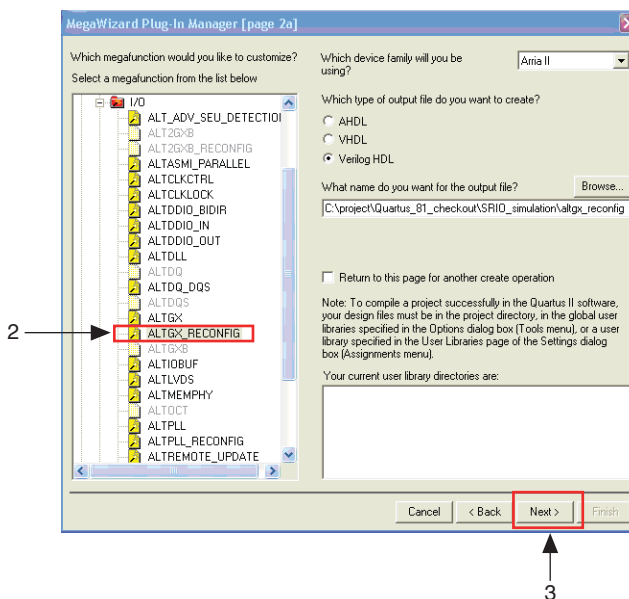 MegaWizard Plug-In Manager [page 2a]
Which megafunction would you like to customize?
Select a megafunction from the list below
I/O
ALT_ADV_SEU_DETECTIO
ALT2GXB
ALT2GXB_RECONFIG
ALTASMI_PARALLEL
ALTCLKCTRL
ALTCLKLOCK
ALTDDIO_BIDIR
ALTDDIO_IN
ALTDDIO_OUT
ALTDLL
ALTDQ
ALTDQ_DQS
ALTDQS
ALTGX
2
ALTGX_RECONFIG
ALTGXB
ALTIOBUF
ALTLVDS
ALTMEMPHY
ALTOCT
ALTPLL
ALTPLL_RECONFIG
ALTREMOTE_UPDATE
Which device family will you be
using?
Arria II
Which type of output file do you want to create?
AHDL
VHDL
Verilog HDL
What name do you want for the output file?
Browse...
C:\project\Quartus_81_checkout\SRIO_simulation\altgx_reconfig
Return to this page for another create operation
Note: To compile a project successfully in the Quartus II software,
your design files must be in the project directory, in the global user
libraries specified in the Options dialog box (Tools menu), or a user
library specified in the User Libraries page of the Settings dialog
box (Assignments menu).
Your current user library directories are:
Cancel
< Back
Next >
Finish
3